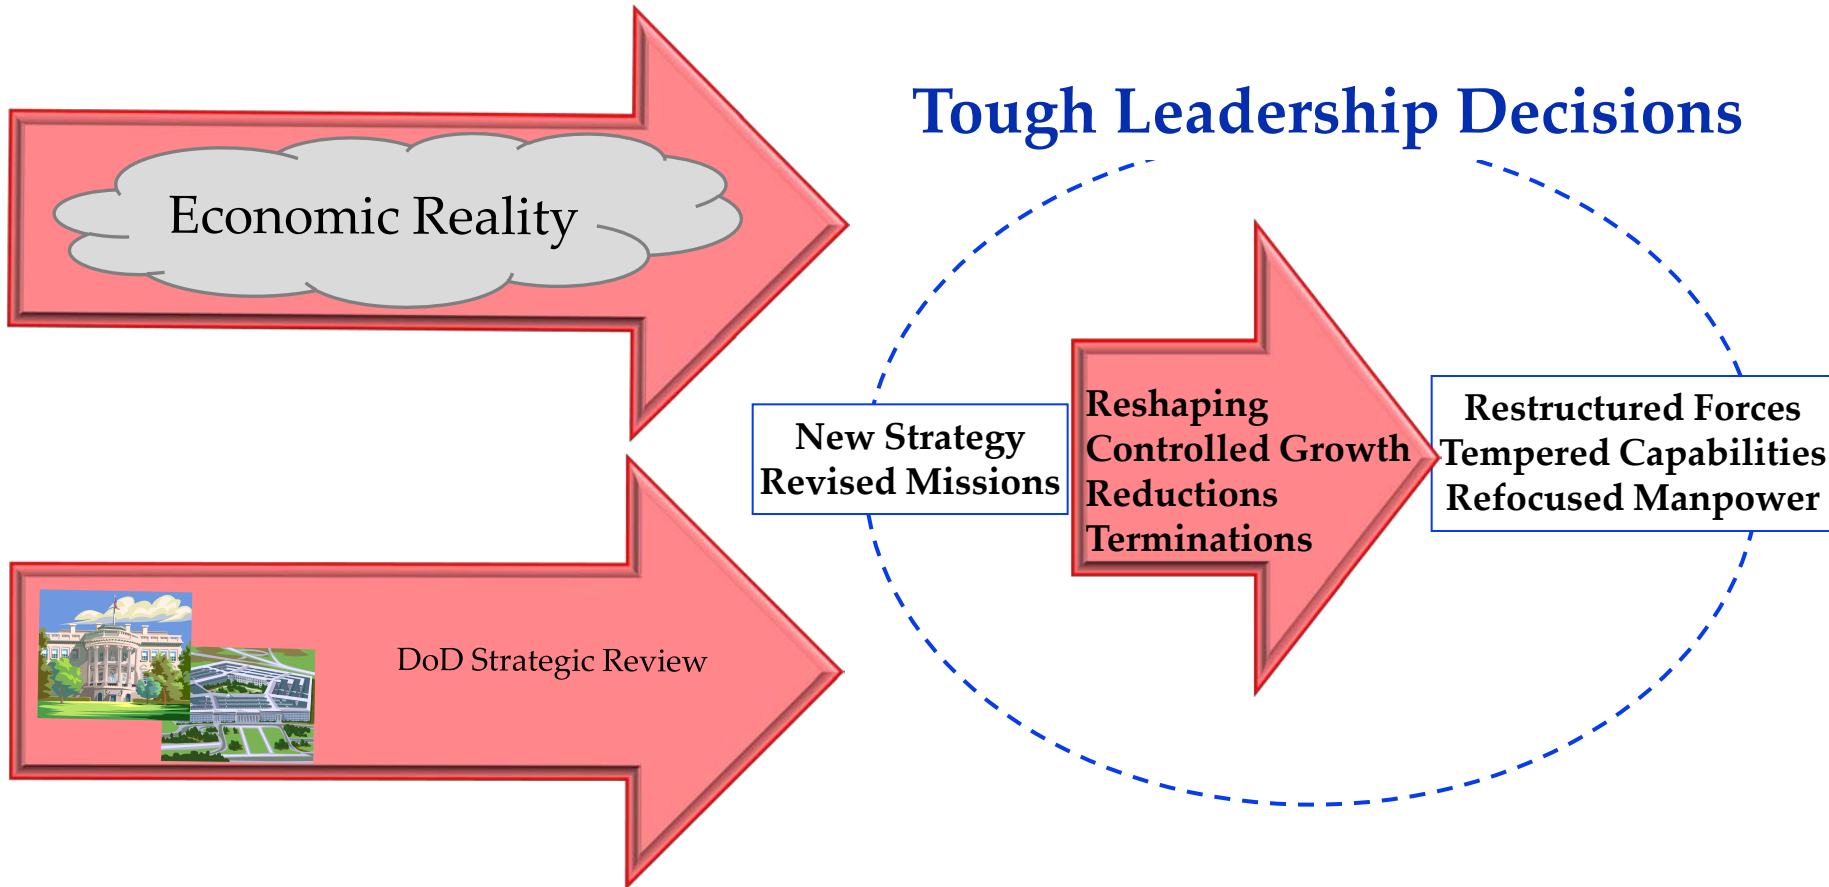 Tough Leadership Decisions
Economic Reality
New Strategy
Revised Missions
Reshaping
Controlled Growth
Reductions
Terminations
Restructured Forces
Tempered Capabilities
Refocused Manpower
DoD Strategic Review